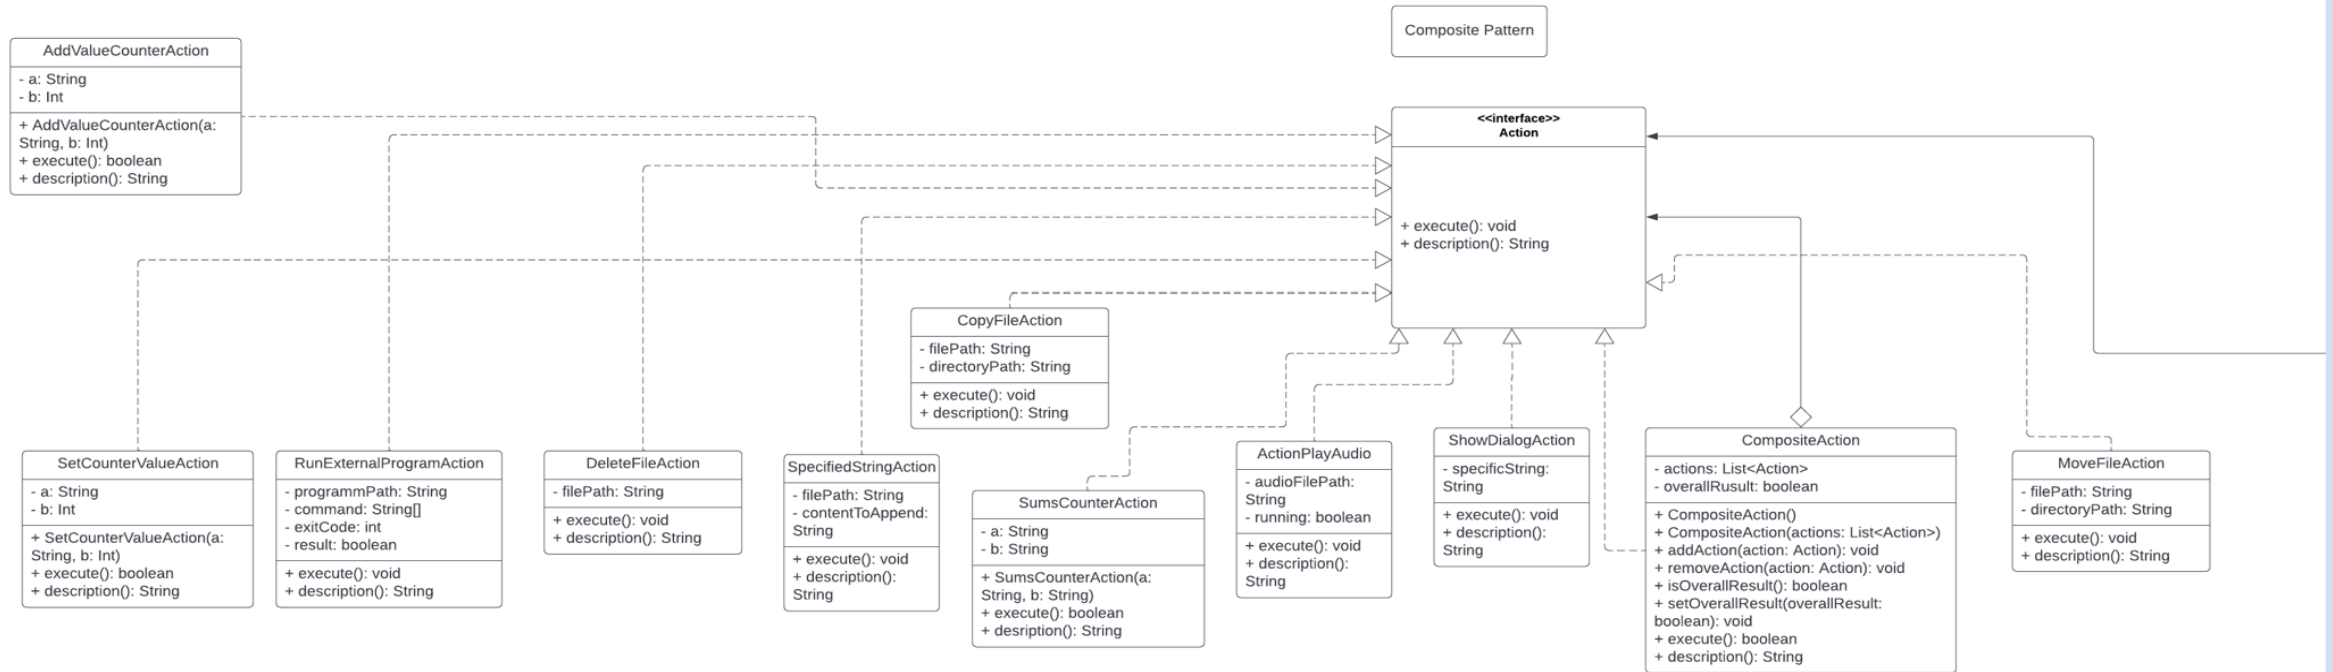 Composite Pattern
AddValueCounterAction
- a: String
- b: Int
+ AddValueCounterAction(a:
String, b: Int)
+ execute(): boolean
+ description(): String
<<interface>>
Action
+ execute(): void
+ description(): String
CopyFileAction
- filePath: String
- directoryPath: String
+ execute(): void
+ description(): String
SetCounterValueAction
- a: String
- b: Int
+ SetCounterValueAction(a:
String, b: Int)
+ execute(): boolean
+ description(): String
RunExternalProgramAction
- programmPath: String
- command: String[]
- exitCode: int
- result: boolean
+ execute(): void
+ description(): String
DeleteFileAction
- filePath: String
+ execute(): void
+ description(): String
SpecifiedStringAction
- filePath: String
- contentToAppend:
String
+ execute(): void
+ description():
String
SumsCounterAction
- a: String
- b: String
+ SumsCounterAction(a:
String, b: String)
+ execute(): boolean
+ desription(): String
ActionPlayAudio
- audioFilePath:
String
- running: boolean
+ execute(): void
+ description():
String
ShowDialogAction
- specificString:
String
+ execute(): void
+ description():
String
CompositeAction
- actions: List<Action>
- overallRusult: boolean
+ CompositeAction()
+ CompositeAction(actions: List<Action>)
+ addAction(action: Action): void
+ removeAction(action: Action): void
+ isOverallResult(): boolean
+ setOverallResult(overallResult:
boolean): void
+ execute(): boolean
+ description(): String
MoveFileAction
- filePath: String
- directoryPath: String
+ execute(): void
+ description(): String